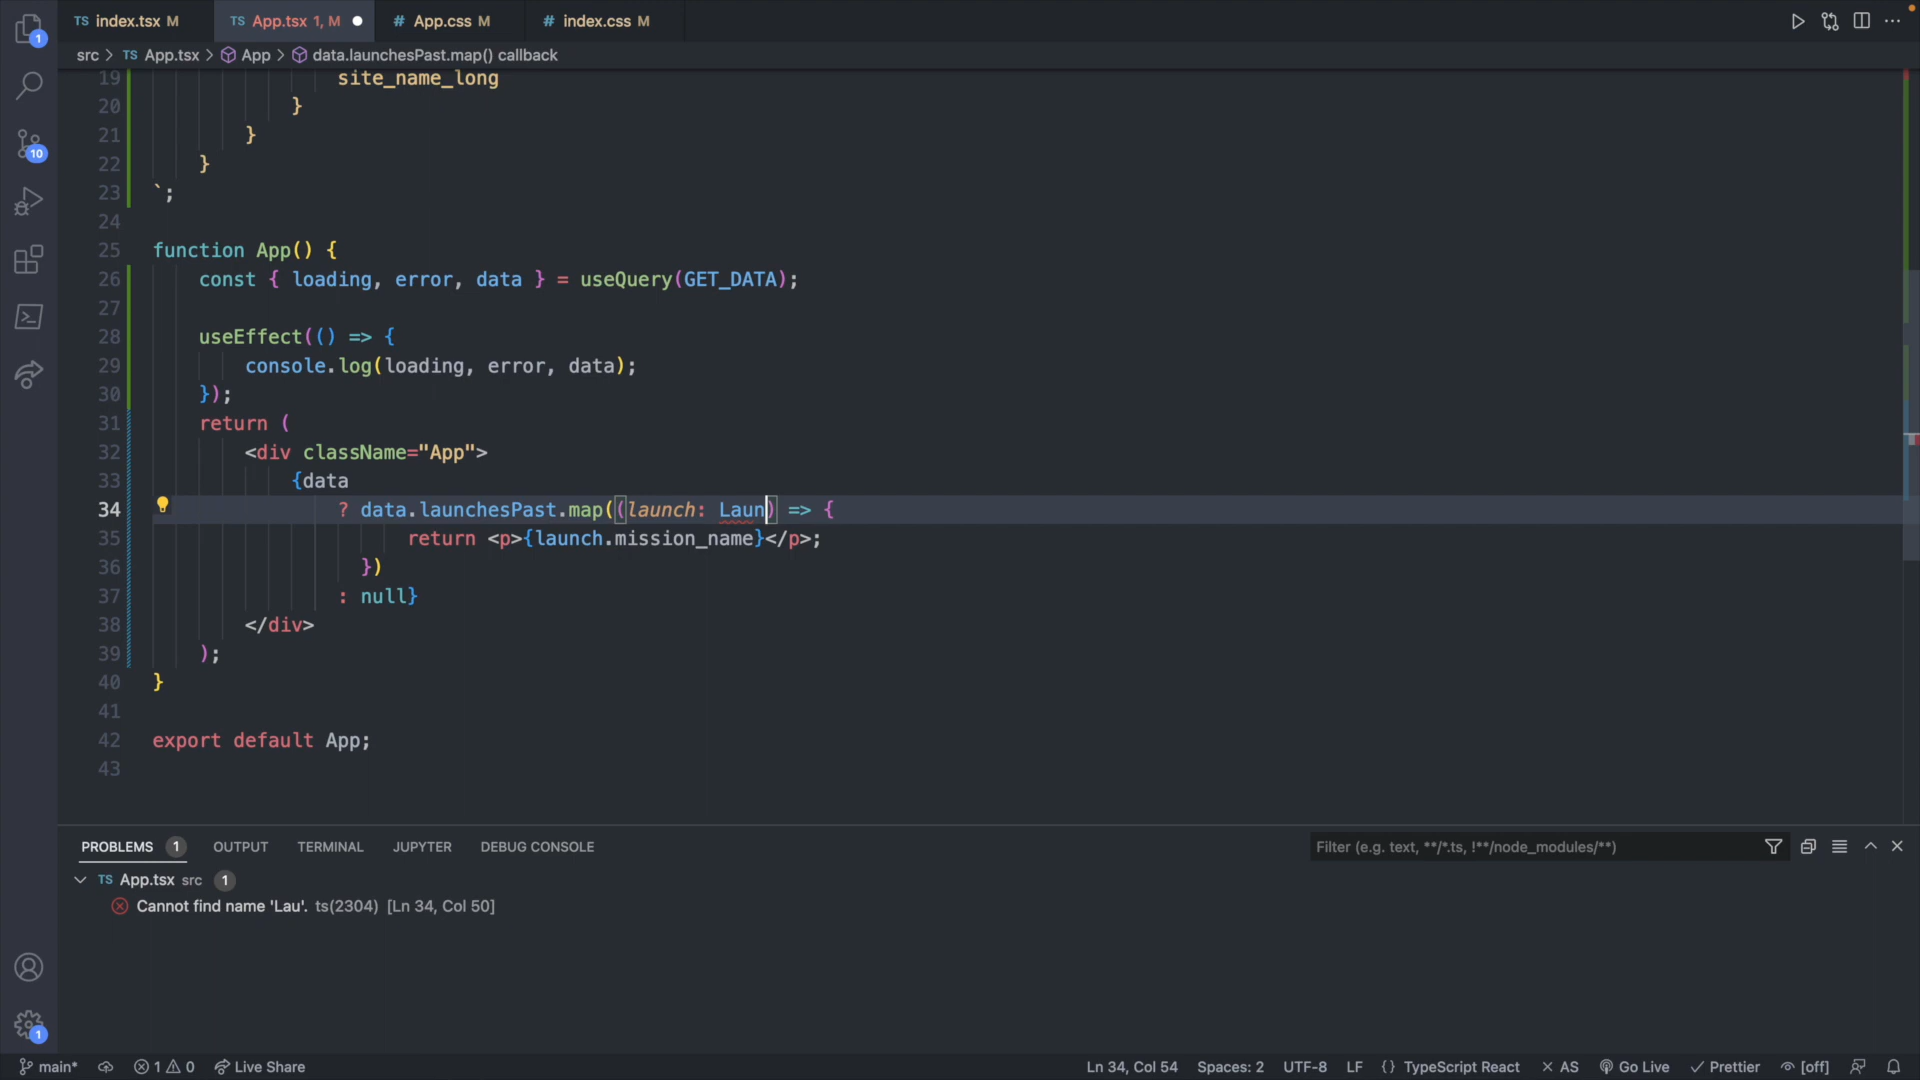 TS index.tsx M
TS App.tsx 1, M
# App.css M
# index.css M
src > TS App.tsx > App > data.launchesPast.map() callback
19 site_name_long
20 }
21 }
22 }
23 `;
24
25 function App() {
26 const { loading, error, data } = useQuery(GET_DATA);
27
28 useEffect(() => {
29 console.log(loading, error, data);
30 });
31 return (
32 <div className="App">
33 {data
34 ? data.launchesPast.map((launch: Laun) => {
35 return <p>{launch.mission_name}</p>;
36 })
37 : null}
38 </div>
39 );
40 }
41
42 export default App;
43
1
10
1
PROBLEMS 1 OUTPUT TERMINAL JUPYTER DEBUG CONSOLE
Filter (e.g. text, **/*.ts, !**/node_modules/**)
TS App.tsx src 1
Cannot find name 'Lau'. ts(2304) [Ln 34, Col 50]
main* 1 0 Live Share
Ln 34, Col 54 Spaces: 2 UTF-8 LF {} TypeScript React AS Go Live Prettier [off]